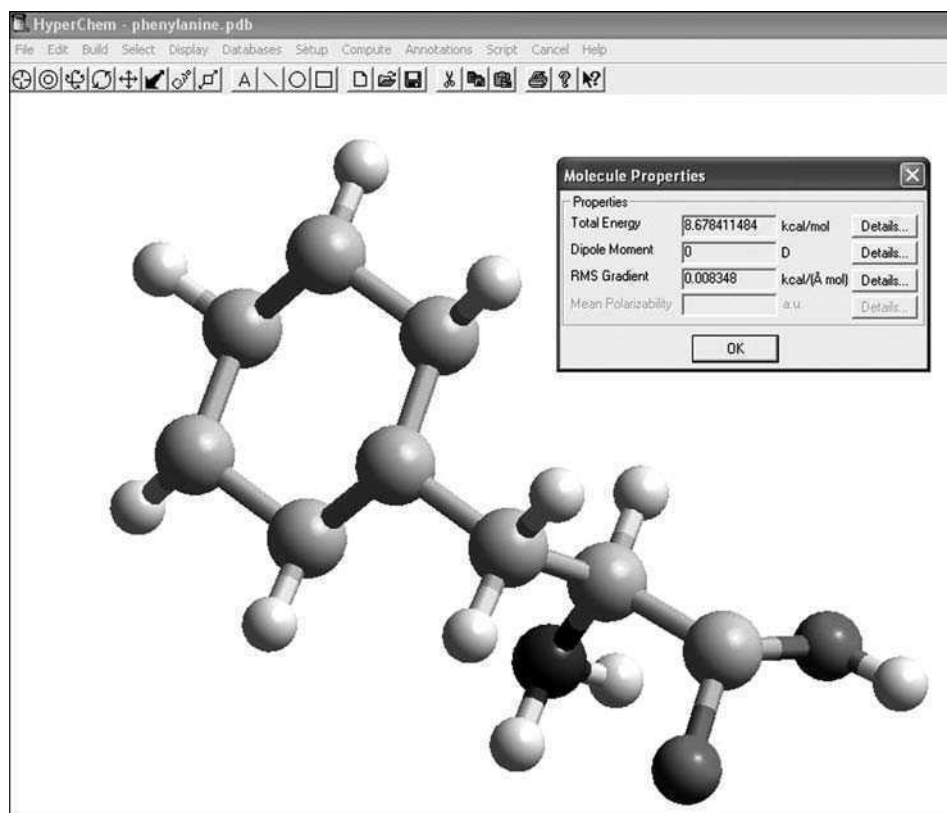 HyperChem - phenylanine.pdb
File Edit Build Select Display Databases Setup Compute Annotations Script Cancel Help
A
Molecule Properties
Properties
Total Energy 8.678411484 kcal/mol Details...
Dipole Moment 0 D Details...
RMS Gradient 0.008348 kcal/(Å mol) Details...
Mean Polarizability a.u. Details...
OK